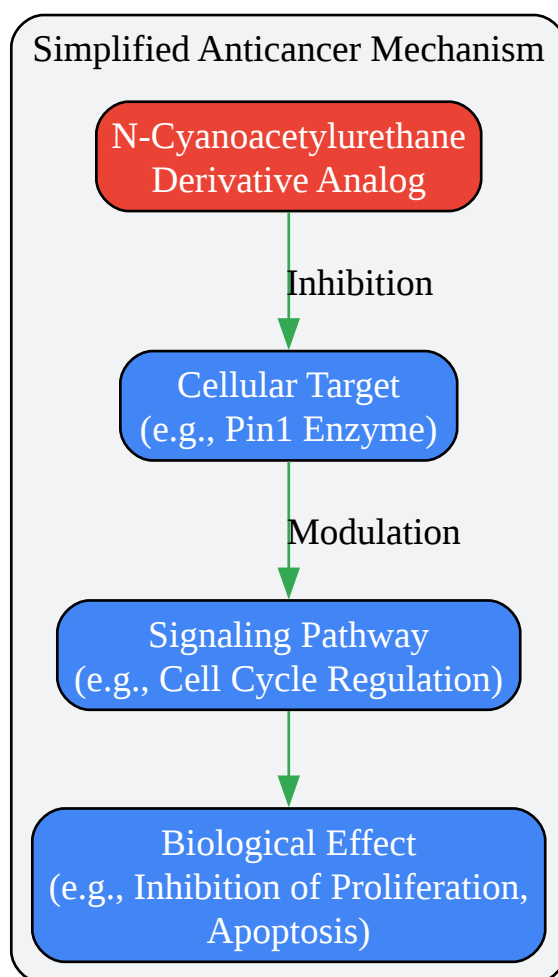 Simplified Anticancer Mechanism
N-Cyanoacetylurethane
Derivative Analog
Inhibition
Cellular Target
(e.g., Pin1 Enzyme)
Modulation
Signaling Pathway
(e.g., Cell Cycle Regulation)
Biological Effect
(e.g., Inhibition of Proliferation,
Apoptosis)